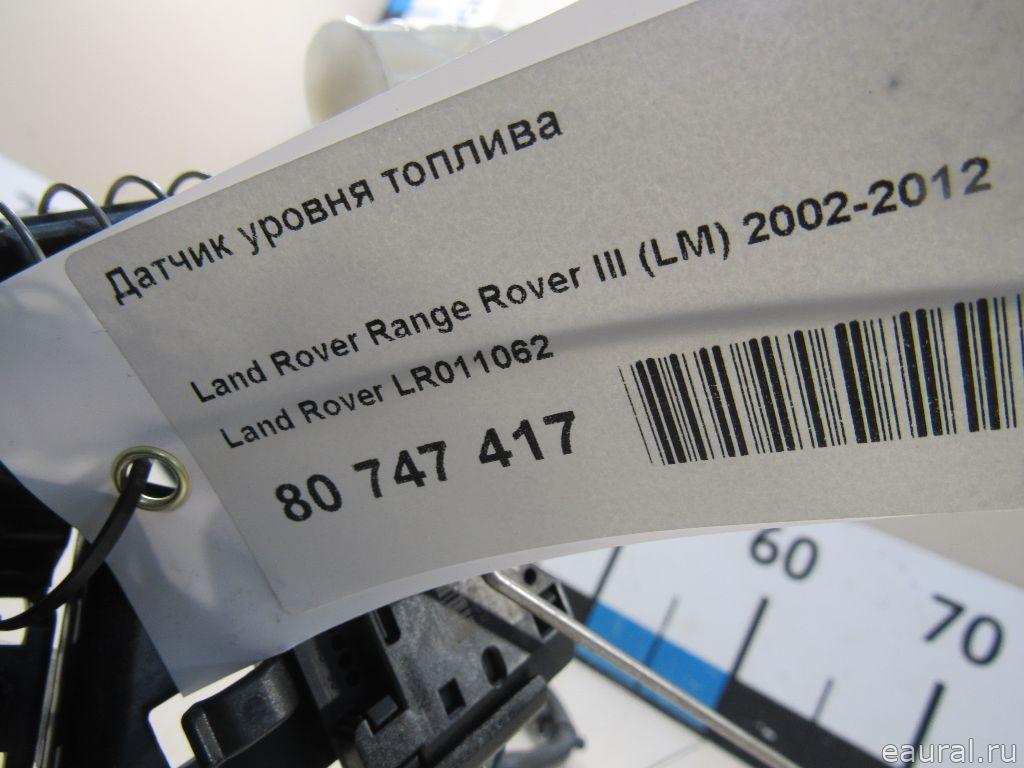 Датчик уровня топлива
Land Rover Range Rover III (LM) 2002-2012
Land Rover LR011062
80 747 417
60
70
eaural.ru